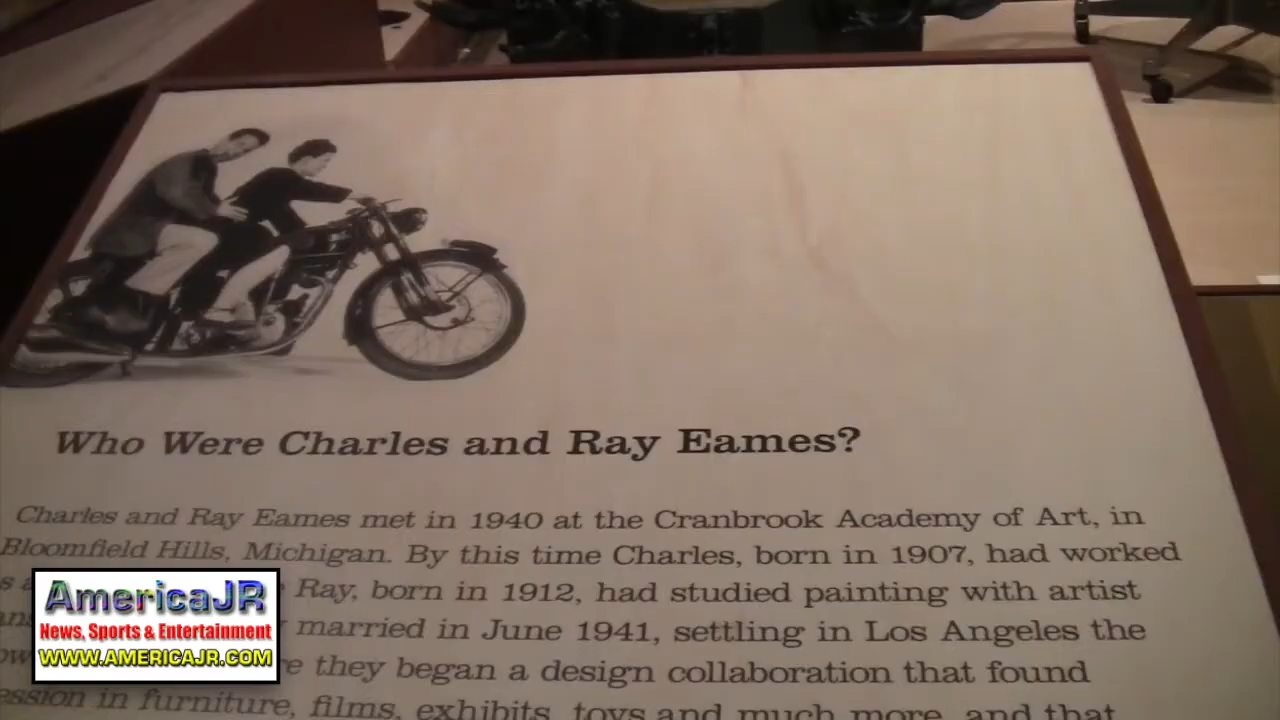 Who Were Charles and Ray Eames?
Charles and Ray Eames met in 1940 at the Cranbrook Academy of Art, in
Bloomfield Hills, Michigan. By this time Charles, born in 1907, had worked
Ray, born in 1912, had studied painting with artist
married in June 1941, settling in Los Angeles the
they began a design collaboration that found
in furniture, films, exhibits, toys and much more, and that
AmericaJR
News, Sports & Entertainment
WWW.AMERICAJR.COM